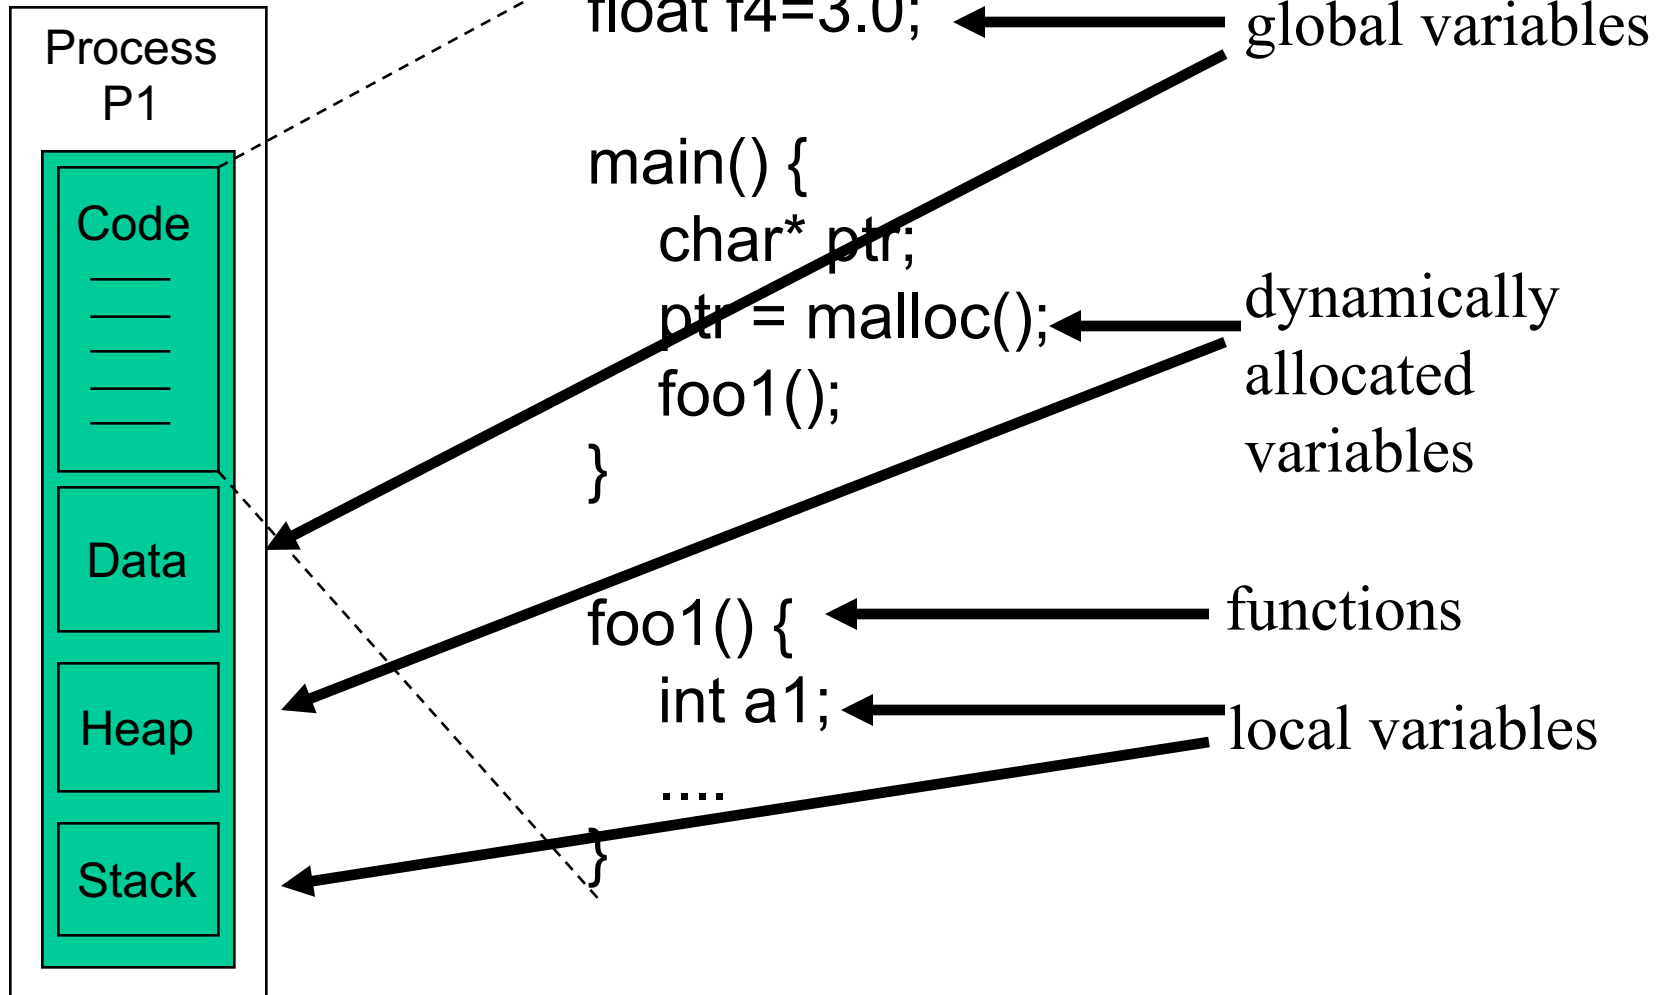 Process
P1
Code
Data
Heap
Stack
float f4=3.0;
main() {
char* ptr;
ptr = malloc();
foo1();
}
foo1() {
int a1;
....
}
global variables
dynamically
allocated
variables
functions
local variables